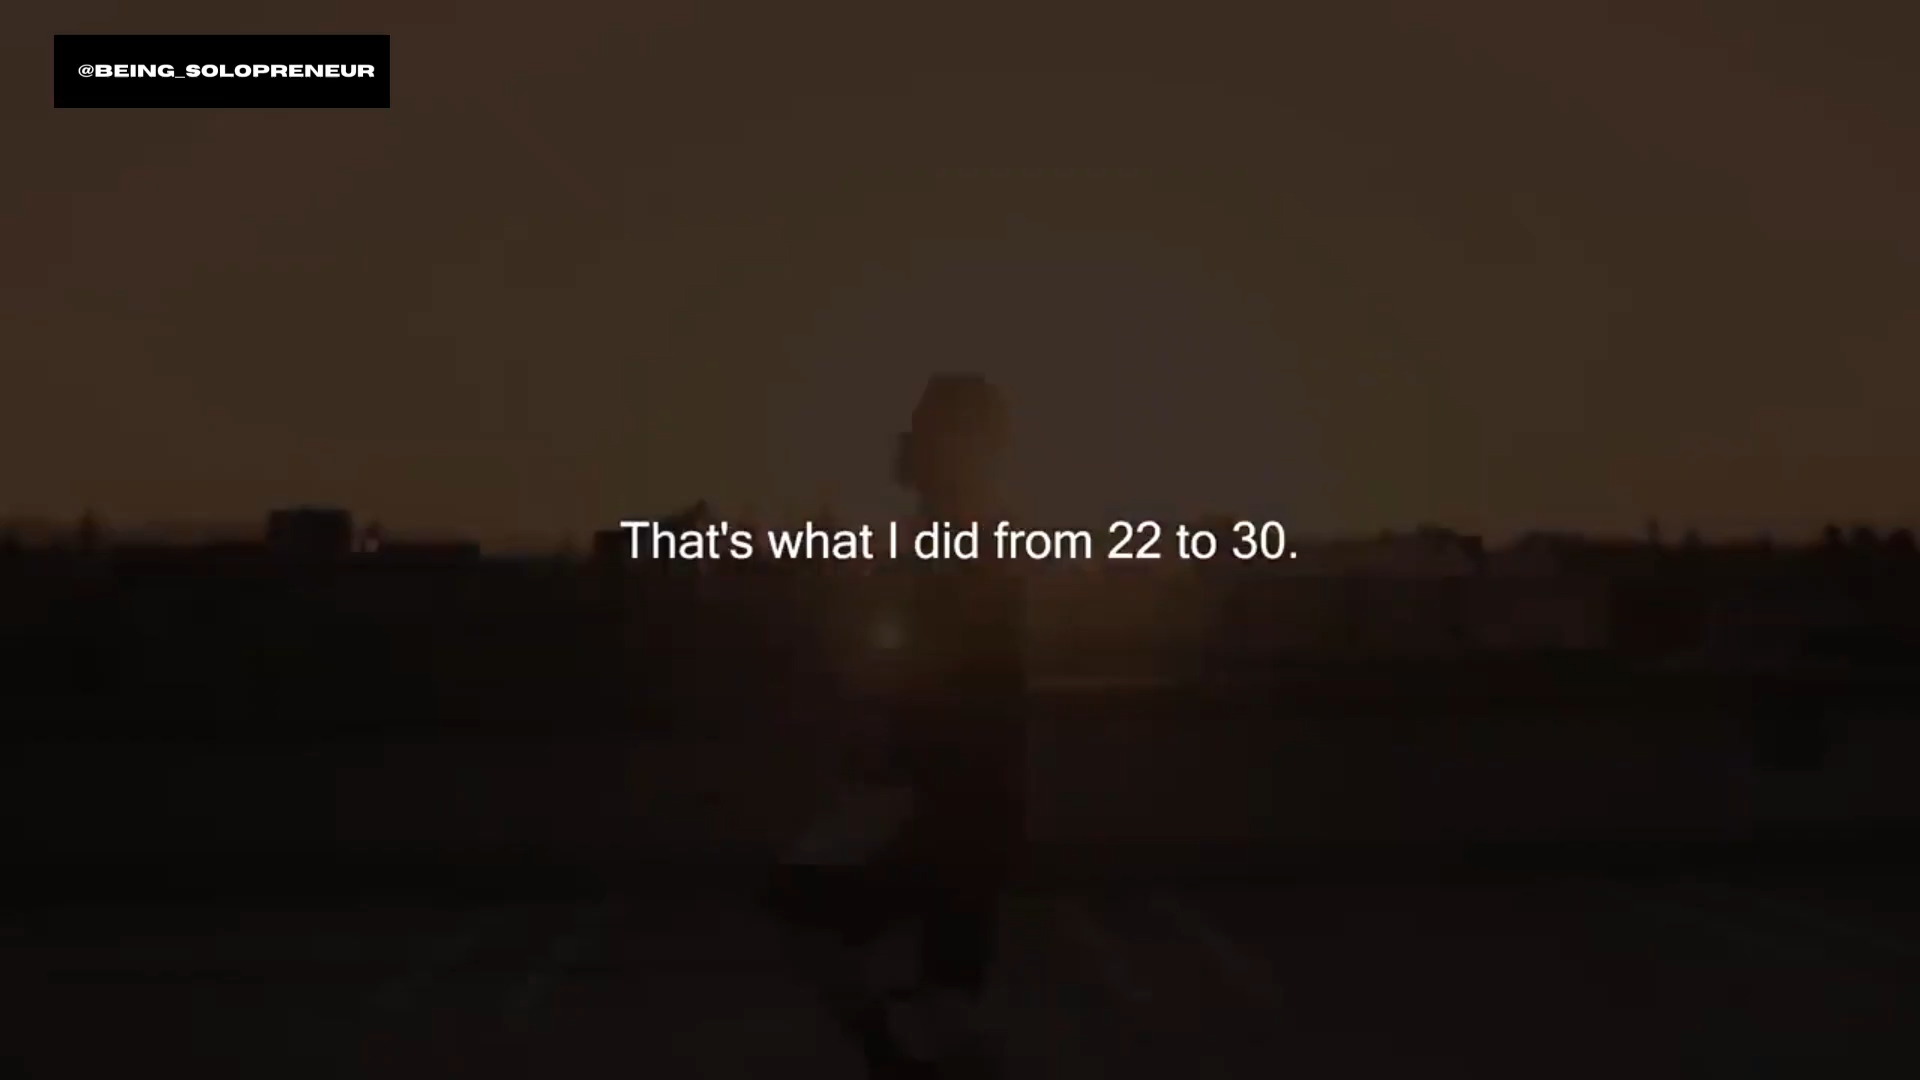 @BEING_SOLOPRENEUR
That's what I did from 22 to 30.